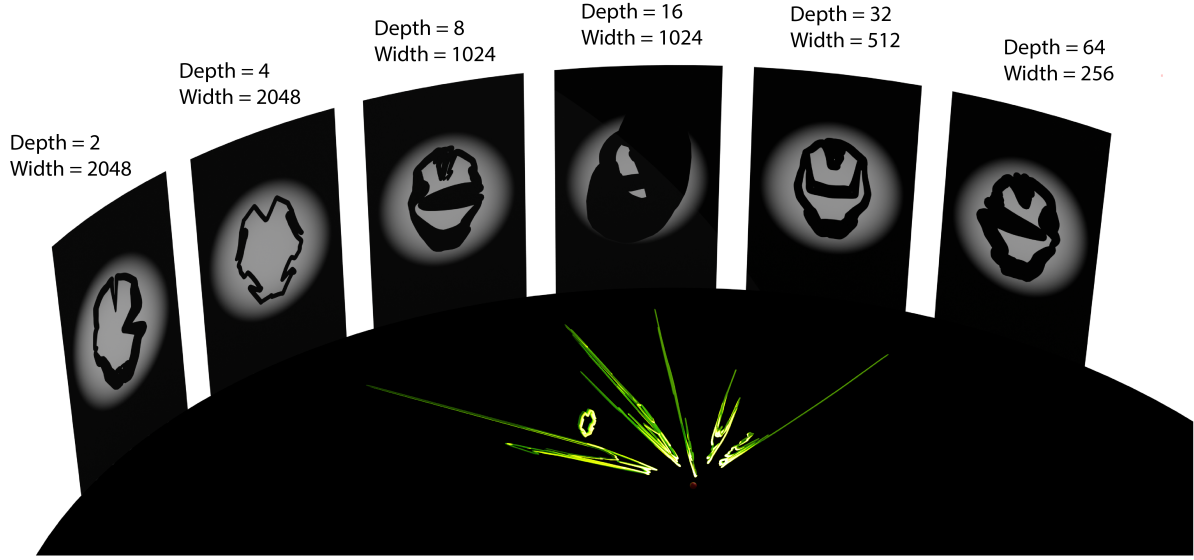 Depth = 2
Width = 2048
Depth = 4
Width = 2048
Depth = 8
Width = 1024
Depth = 16
Width = 1024
Depth = 32
Width = 512
Depth = 64
Width = 256